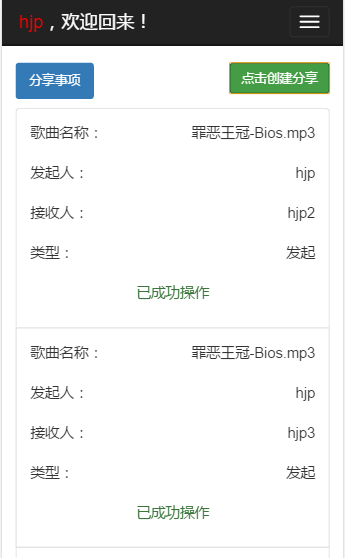 hjp，欢迎回来！
分享事项 点击创建分享
歌曲名称： 罪恶王冠-Bios.mp3
发起人： hjp
接收人： hjp2
类型： 发起
已成功操作
歌曲名称： 罪恶王冠-Bios.mp3
发起人： hjp
接收人： hjp3
类型： 发起
已成功操作